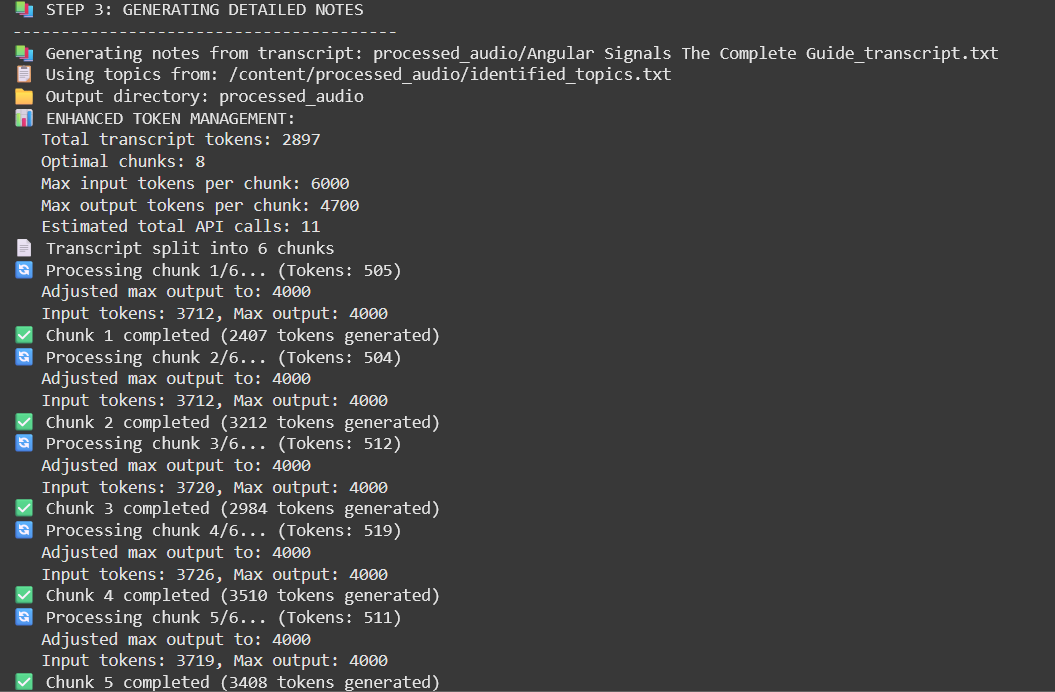 📚 STEP 3: GENERATING DETAILED NOTES
----------------------------------------
📚 Generating notes from transcript: processed_audio/Angular Signals The Complete Guide_transcript.txt
📋 Using topics from: /content/processed_audio/identified_topics.txt
📁 Output directory: processed_audio
📊 ENHANCED TOKEN MANAGEMENT:
Total transcript tokens: 2897
Optimal chunks: 8
Max input tokens per chunk: 6000
Max output tokens per chunk: 4700
Estimated total API calls: 11
📄 Transcript split into 6 chunks
🔄 Processing chunk 1/6... (Tokens: 505)
Adjusted max output to: 4000
Input tokens: 3712, Max output: 4000
✅ Chunk 1 completed (2407 tokens generated)
🔄 Processing chunk 2/6... (Tokens: 504)
Adjusted max output to: 4000
Input tokens: 3712, Max output: 4000
✅ Chunk 2 completed (3212 tokens generated)
🔄 Processing chunk 3/6... (Tokens: 512)
Adjusted max output to: 4000
Input tokens: 3720, Max output: 4000
✅ Chunk 3 completed (2984 tokens generated)
🔄 Processing chunk 4/6... (Tokens: 519)
Adjusted max output to: 4000
Input tokens: 3726, Max output: 4000
✅ Chunk 4 completed (3510 tokens generated)
🔄 Processing chunk 5/6... (Tokens: 511)
Adjusted max output to: 4000
Input tokens: 3719, Max output: 4000
✅ Chunk 5 completed (3408 tokens generated)